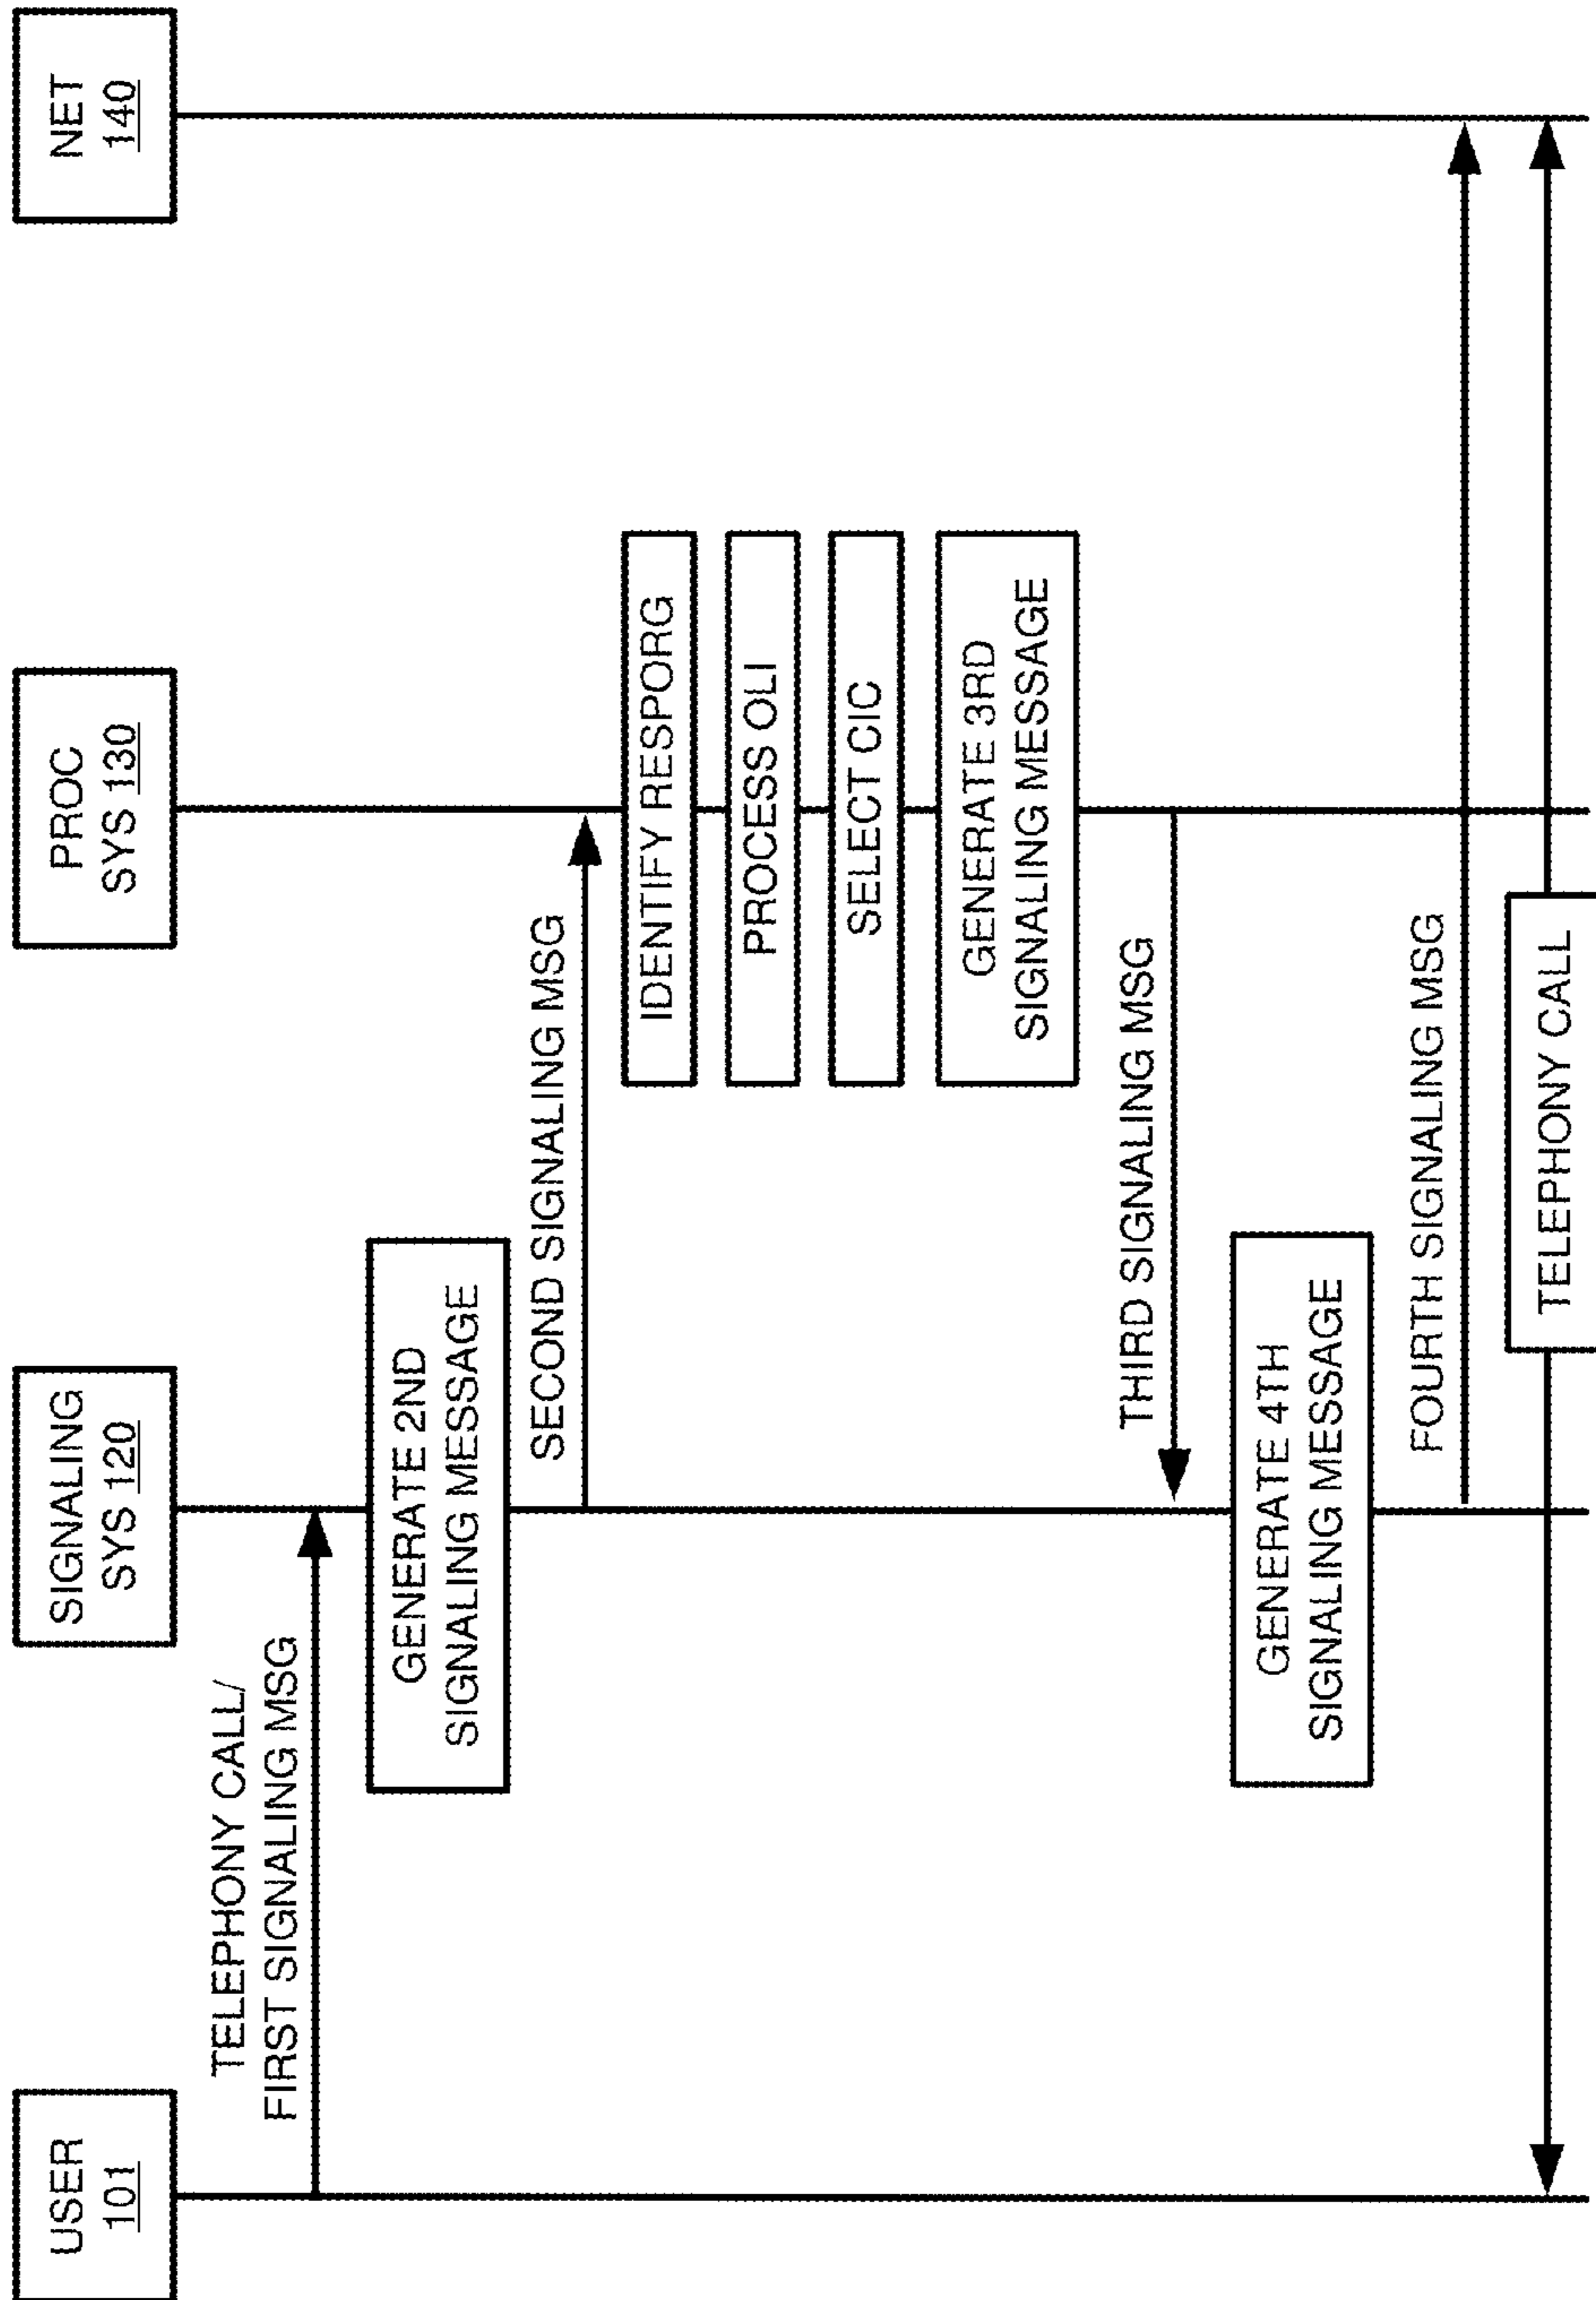 USER
101
SIGNALING
SYS 120
PROC
SYS 130
NET
140
TELEPHONY CALL/
FIRST SIGNALING MSG
GENERATE 2ND
SIGNALING MESSAGE
SECOND SIGNALING MSG
IDENTIFY RESPORG
PROCESS OLI
SELECT CIC
GENERATE 3RD
SIGNALING MESSAGE
THIRD SIGNALING MSG
GENERATE 4TH
SIGNALING MESSAGE
FOURTH SIGNALING MSG
TELEPHONY CALL